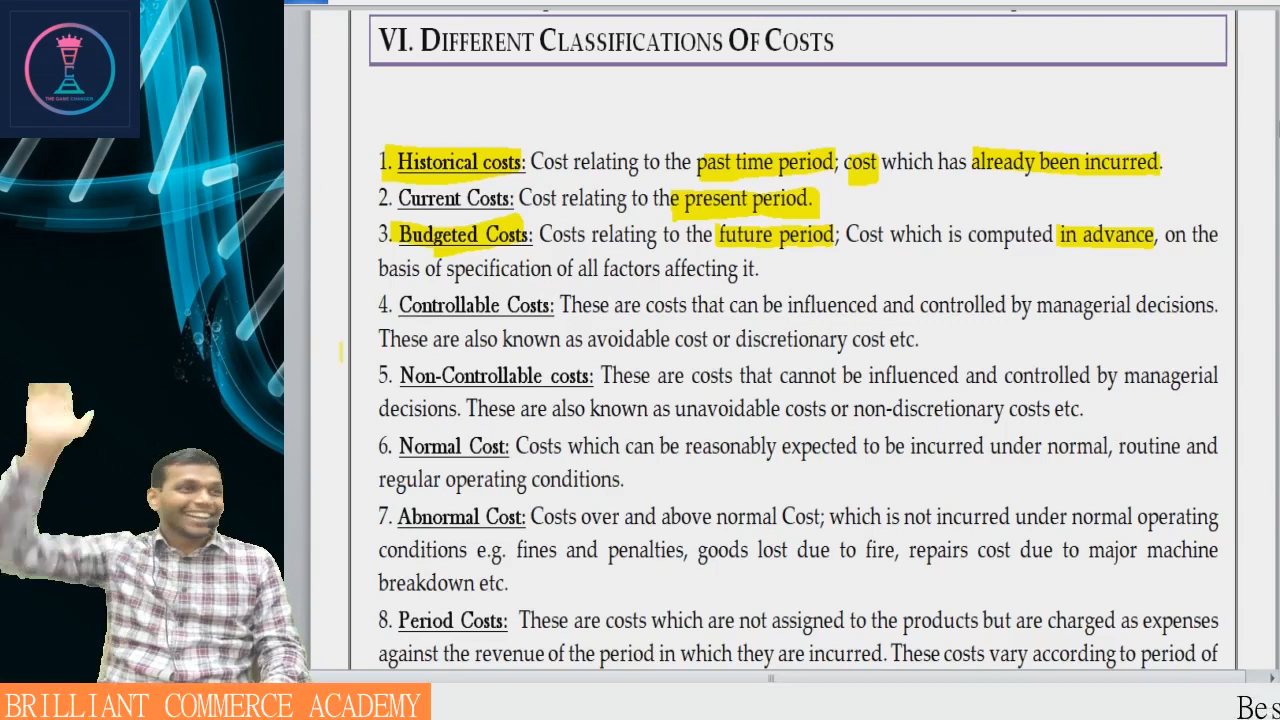 THE GAME CHANGER
VI. DIFFERENT CLASSIFICATIONS OF COSTS
1. Historical costs: Cost relating to the past time period; cost which has already been incurred.
2. Current Costs: Cost relating to the present period.
3. Budgeted Costs: Costs relating to the future period; Cost which is computed in advance, on the
basis of specification of all factors affecting it.
4. Controllable Costs: These are costs that can be influenced and controlled by managerial decisions.
These are also known as avoidable cost or discretionary cost etc.
5. Non-Controllable costs: These are costs that cannot be influenced and controlled by managerial
decisions. These are also known as unavoidable costs or non-discretionary costs etc.
6. Normal Cost: Costs which can be reasonably expected to be incurred under normal, routine and
regular operating conditions.
7. Abnormal Cost: Costs over and above normal Cost; which is not incurred under normal operating
conditions e.g. fines and penalties, goods lost due to fire, repairs cost due to major machine
breakdown etc.
8. Period Costs: These are costs which are not assigned to the products but are charged as expenses
against the revenue of the period in which they are incurred. These costs vary according to period of
BRILLIANT COMMERCE ACADEMY
Bes